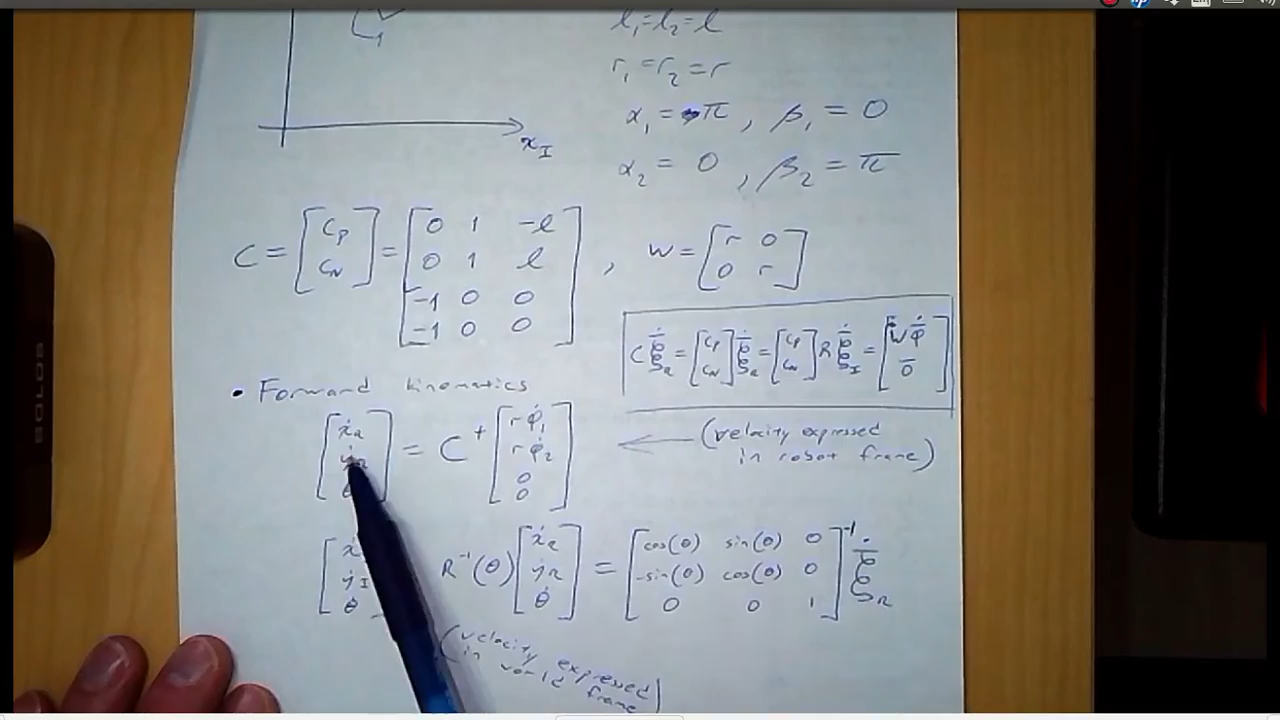 l₁=l₂=l
r₁=r₂=r
α₁ = π, β₁ = 0
x_I
α₂ = 0, β₂ = π
C = [C_p; C_N] = [0 1 -l; 0 1 l; -1 0 0; -1 0 0], W = [r 0; 0 r]
C ξ̇_R = [C_p; C_N] ξ̇_R = [C_p; C_N] R ξ̇_I = [W φ̇; 0̄]
• Forward kinematics
[ẋ_R; ẏ_R; θ̇] = C⁺ [r φ̇₁; r φ̇₂; 0; 0] ← (velocity expressed
in robot frame)
[ẋ; ẏ_I; θ̇] R⁻¹(θ) [ẋ_R; ẏ_R; θ̇] = [cos(θ) sin(θ) 0; -sin(θ) cos(θ) 0; 0 0 1]⁻¹ ξ̇_R
(velocity expressed
in world frame)
SOLOS